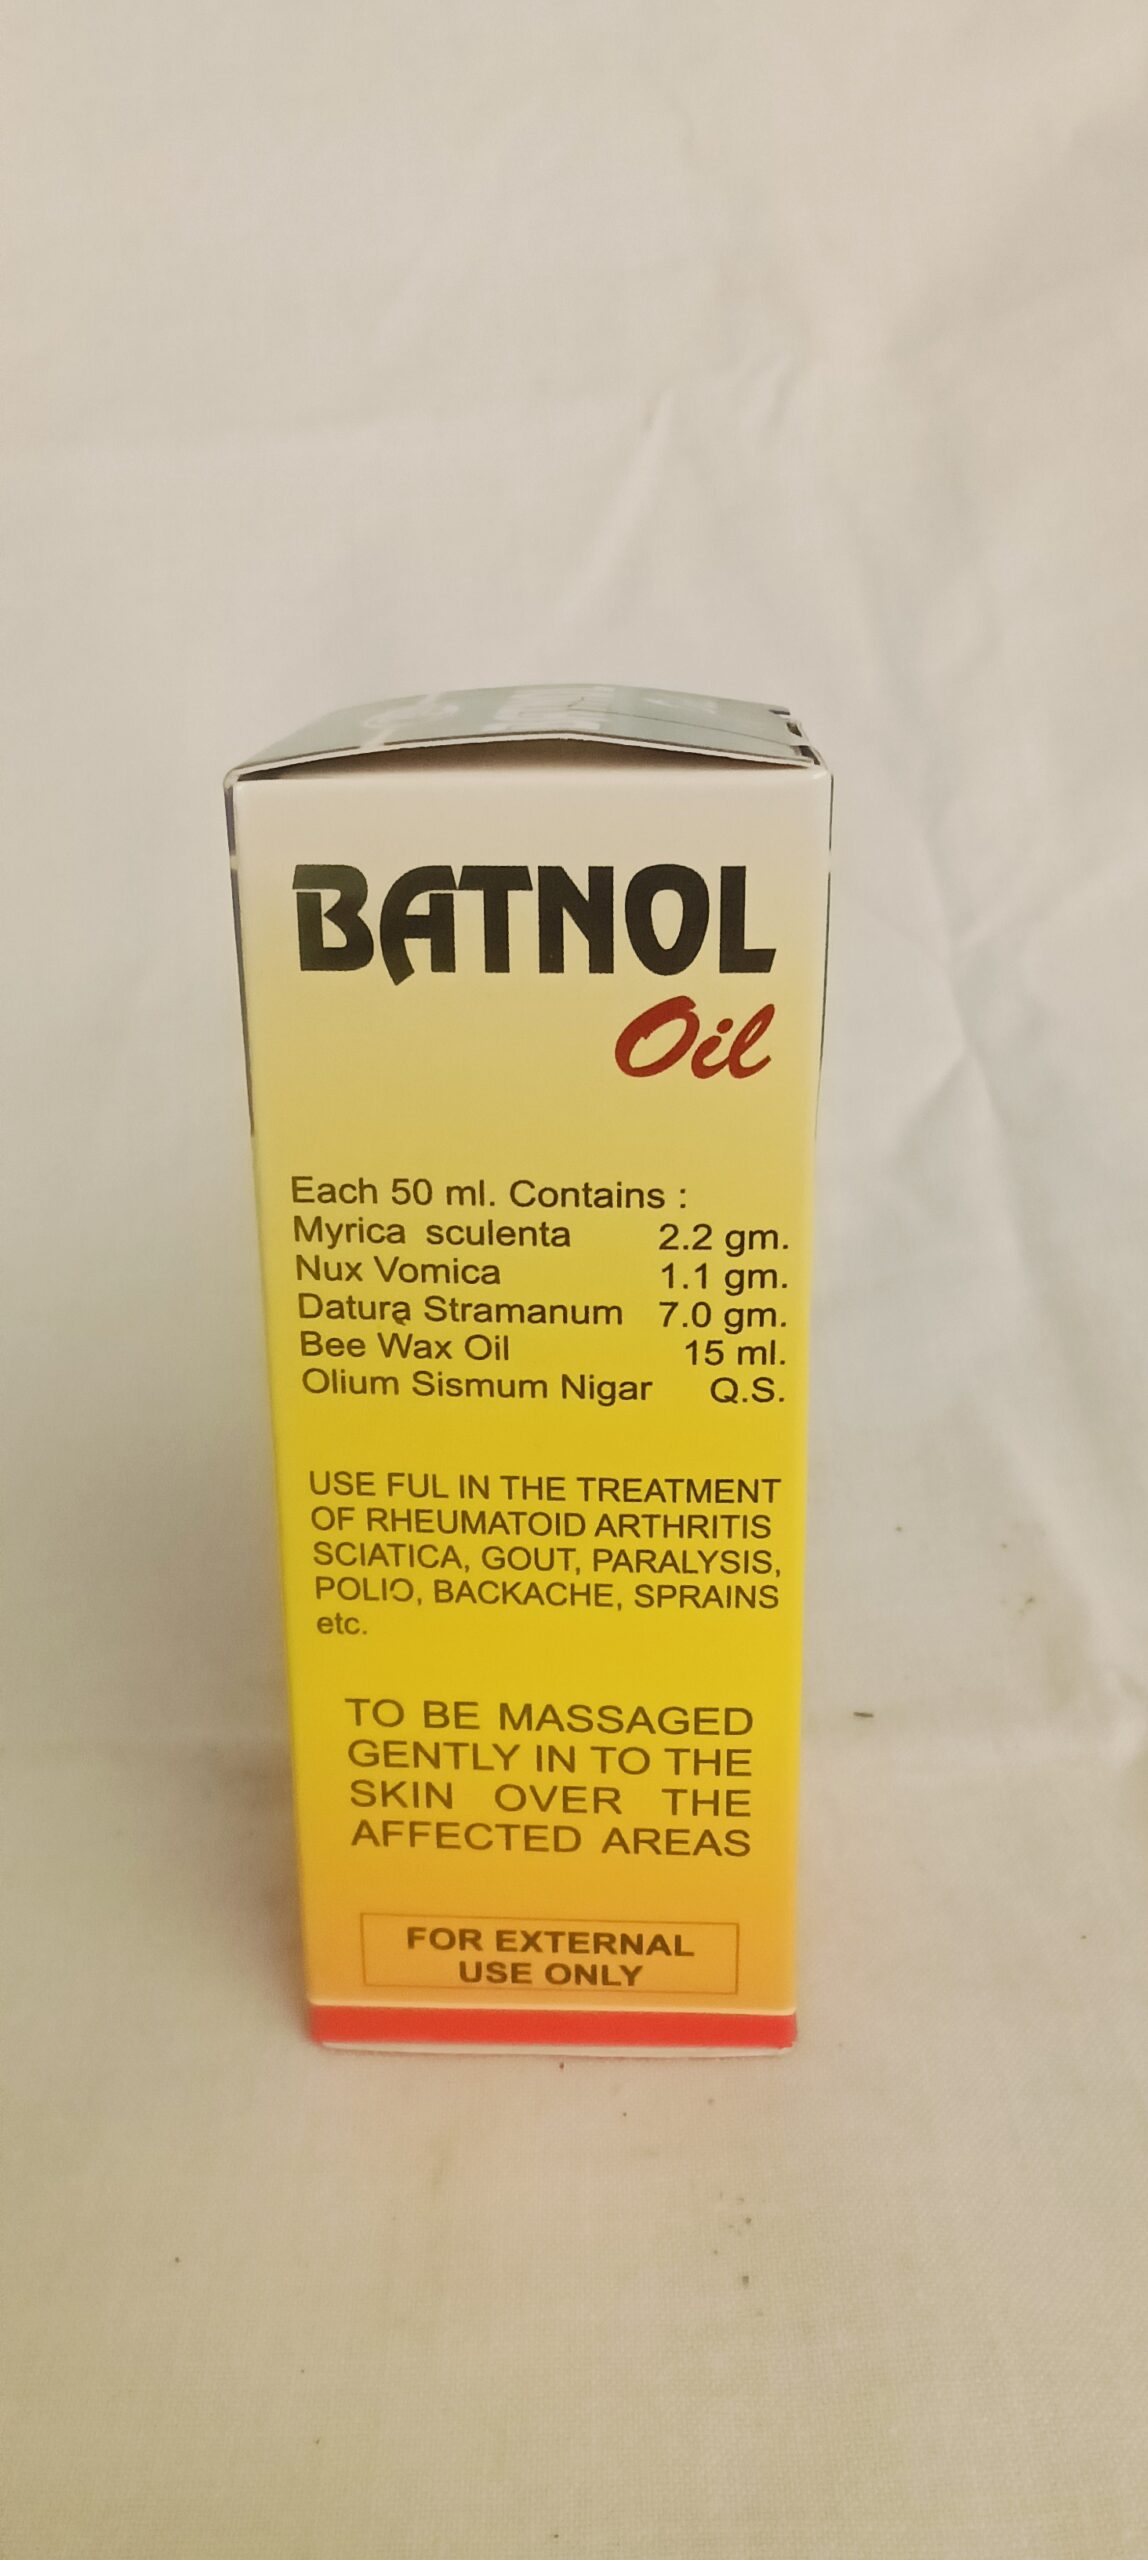 BATNOL
Oil
Each 50 ml. Contains :
Myrica sculenta 2.2 gm.
Nux Vomica 1.1 gm.
Datura Stramanum 7.0 gm.
Bee Wax Oil 15 ml.
Olium Sismum Nigar Q.S.
USE FUL IN THE TREATMENT
OF RHEUMATOID ARTHRITIS
SCIATICA, GOUT, PARALYSIS,
POLIO, BACKACHE, SPRAINS
etc.
TO BE MASSAGED
GENTLY IN TO THE
SKIN OVER THE
AFFECTED AREAS
FOR EXTERNAL
USE ONLY